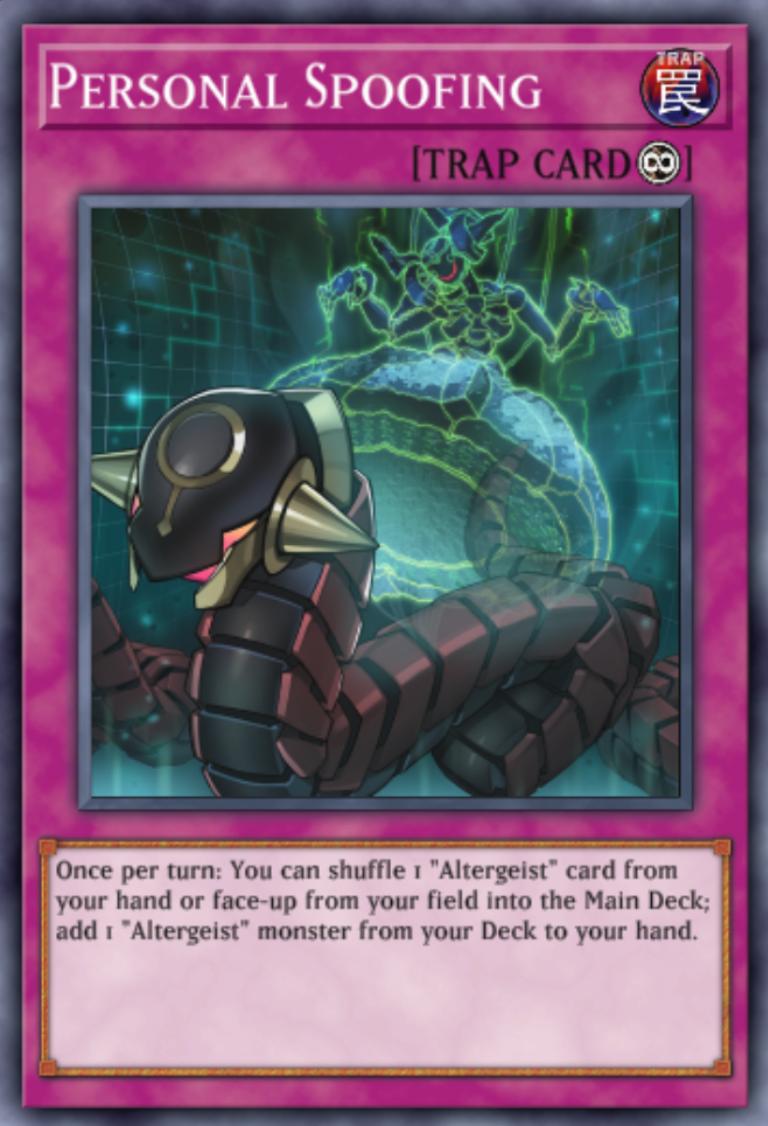 PERSONAL SPOOFING
TRAP
罠
[TRAP CARD]
Once per turn: You can shuffle 1 "Altergeist" card from
your hand or face-up from your field into the Main Deck;
add 1 "Altergeist" monster from your Deck to your hand.